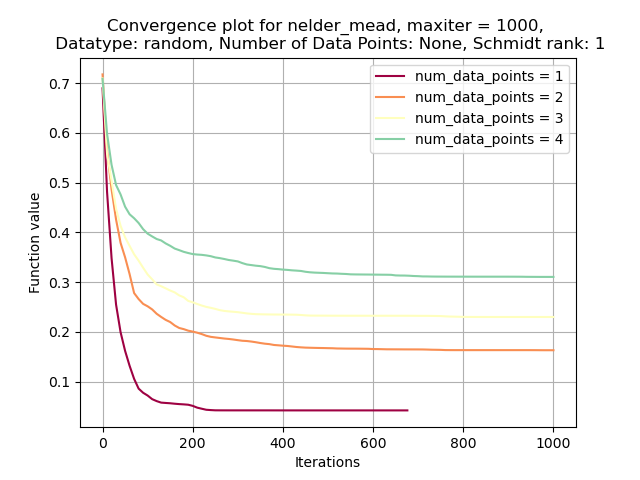 Convergence plot for nelder_mead, maxiter = 1000,
Datatype: random, Number of Data Points: None, Schmidt rank: 1
num_data_points = 1
num_data_points = 2
num_data_points = 3
num_data_points = 4
Function value
0.7
0.6
0.5
0.4
0.3
0.2
0.1
0 200 400 600 800 1000
Iterations